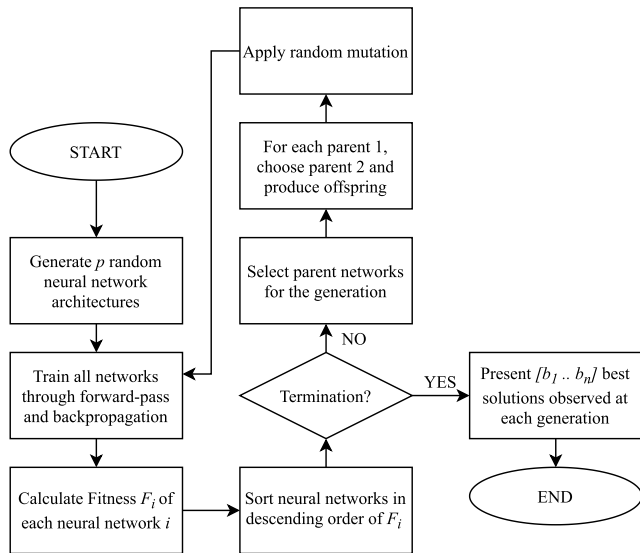 START
Generate p random
neural network
architectures
Train all networks
through forward-pass
and backpropagation
Calculate Fitness F_i of
each neural network i
Sort neural networks in
descending order of F_i
Termination?
NO
YES
Select parent networks
for the generation
For each parent 1,
choose parent 2 and
produce offspring
Apply random mutation
Present [b_1 .. b_n] best
solutions observed at
each generation
END